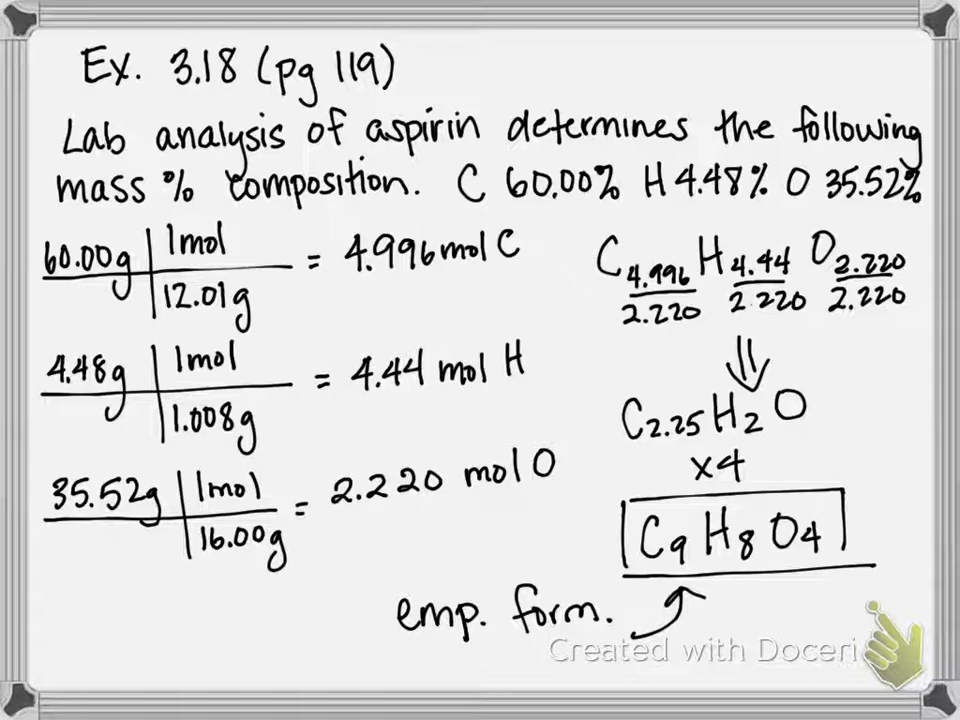 Ex. 3.18 (pg 119)
Lab analysis of aspirin determines the following
mass % composition. C 60.00% H 4.48% O 35.52%
60.00g | 1mol
12.01g
= 4.996 mol C
4.48g | 1mol
1.008g
= 4.44 mol H
35.52g | 1mol
16.00g
= 2.220 mol O
C 4.996 H 4.44 O 2.220
2.220 2.220 2.220
C2.25 H2 O
x4
C9 H8 O4
emp. form.
Created with Doceri